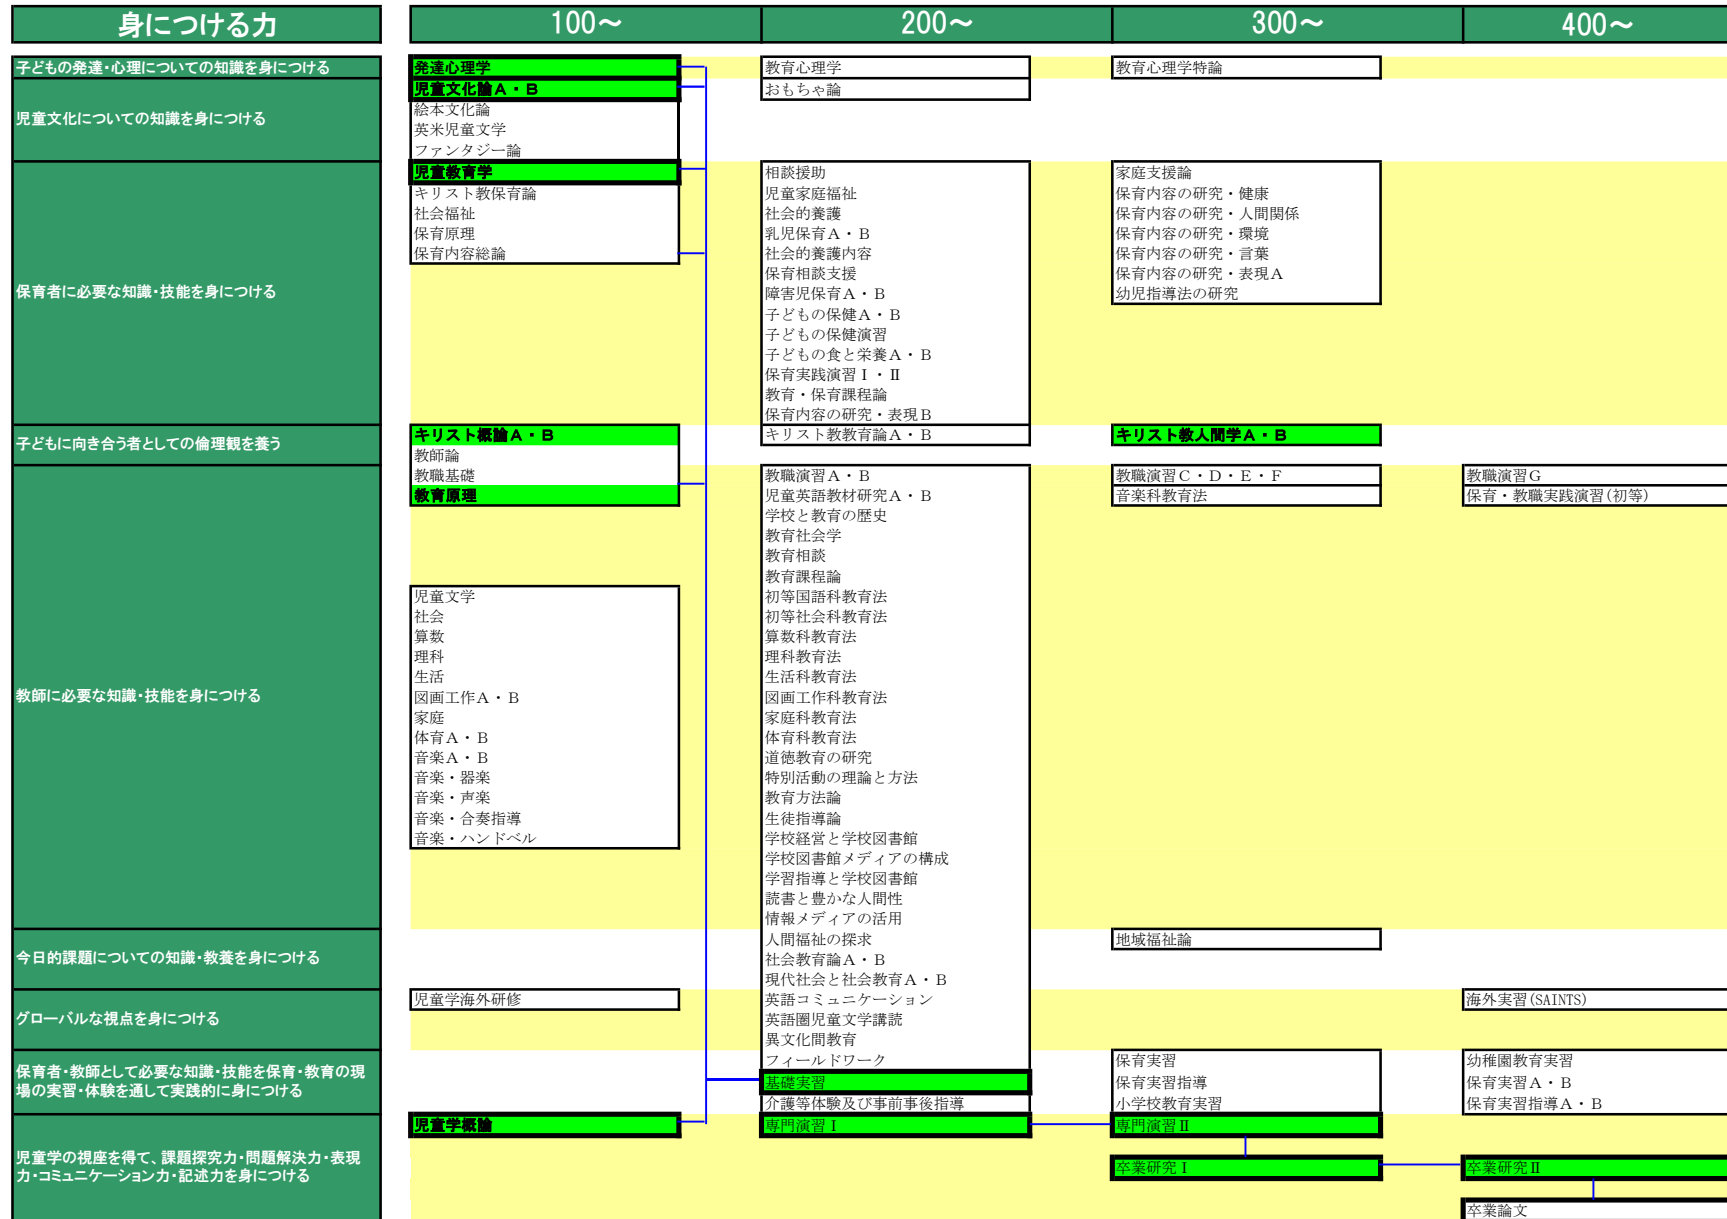 身につける力
100～
200～
300～
400～
子どもの発達・心理についての知識を身につける
発達心理学
教育心理学
教育心理学特論
児童文化についての知識を身につける
児童文化論Ａ・Ｂ
絵本文化論
英米児童文学
ファンタジー論
おもちゃ論
保育者に必要な知識・技能を身につける
児童教育学
キリスト教保育論
社会福祉
保育原理
保育内容総論
相談援助
児童家庭福祉
社会的養護
乳児保育Ａ・Ｂ
社会的養護内容
保育相談支援
障害児保育Ａ・Ｂ
子どもの保健Ａ・Ｂ
子どもの保健演習
子どもの食と栄養Ａ・Ｂ
保育実践演習Ⅰ・Ⅱ
教育・保育課程論
保育内容の研究・表現Ｂ
家庭支援論
保育内容の研究・健康
保育内容の研究・人間関係
保育内容の研究・環境
保育内容の研究・言葉
保育内容の研究・表現Ａ
幼児指導法の研究
子どもに向き合う者としての倫理観を養う
キリスト概論Ａ・Ｂ
キリスト教教育論Ａ・Ｂ
キリスト教人間学Ａ・Ｂ
教師に必要な知識・技能を身につける
教師論
教職基礎
教育原理
児童文学
社会
算数
理科
生活
図画工作Ａ・Ｂ
家庭
体育Ａ・Ｂ
音楽Ａ・Ｂ
音楽・器楽
音楽・声楽
音楽・合奏指導
音楽・ハンドベル
教職演習Ａ・Ｂ
児童英語教材研究Ａ・Ｂ
学校と教育の歴史
教育社会学
教育相談
教育課程論
初等国語科教育法
初等社会科教育法
算数科教育法
理科教育法
生活科教育法
図画工作科教育法
家庭科教育法
体育科教育法
道徳教育の研究
特別活動の理論と方法
教育方法論
生徒指導論
学校経営と学校図書館
学校図書館メディアの構成
学習指導と学校図書館
読書と豊かな人間性
情報メディアの活用
教職演習Ｃ・Ｄ・Ｅ・Ｆ
音楽科教育法
教職演習Ｇ
保育・教職実践演習(初等)
今日的課題についての知識・教養を身につける
人間福祉の探求
社会教育論Ａ・Ｂ
現代社会と社会教育Ａ・Ｂ
地域福祉論
グローバルな視点を身につける
児童学海外研修
英語コミュニケーション
英語圏児童文学講読
異文化間教育
海外実習(SAINTS)
保育者・教師として必要な知識・技能を保育・教育の現
場の実習・体験を通して実践的に身につける
フィールドワーク
基礎実習
介護等体験及び事前事後指導
保育実習
保育実習指導
小学校教育実習
幼稚園教育実習
保育実習Ａ・Ｂ
保育実習指導Ａ・Ｂ
児童学の視座を得て、課題探究力・問題解決力・表現
力・コミュニケーション力・記述力を身につける
児童学概論
専門演習Ⅰ
専門演習Ⅱ
卒業研究Ⅰ
卒業研究Ⅱ
卒業論文